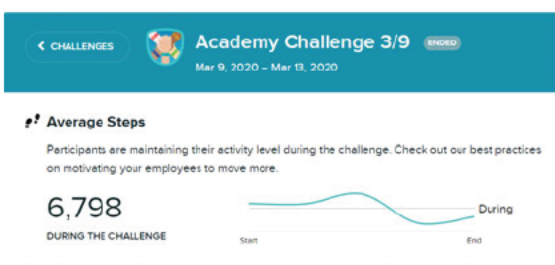 CHALLENGES
Academy Challenge 3/9 ENDED
Mar 9, 2020 – Mar 13, 2020
Average Steps
Participants are maintaining their activity level during the challenge. Check out our best practices
on motivating your employees to move more.
6,798
During
DURING THE CHALLENGE
Start End